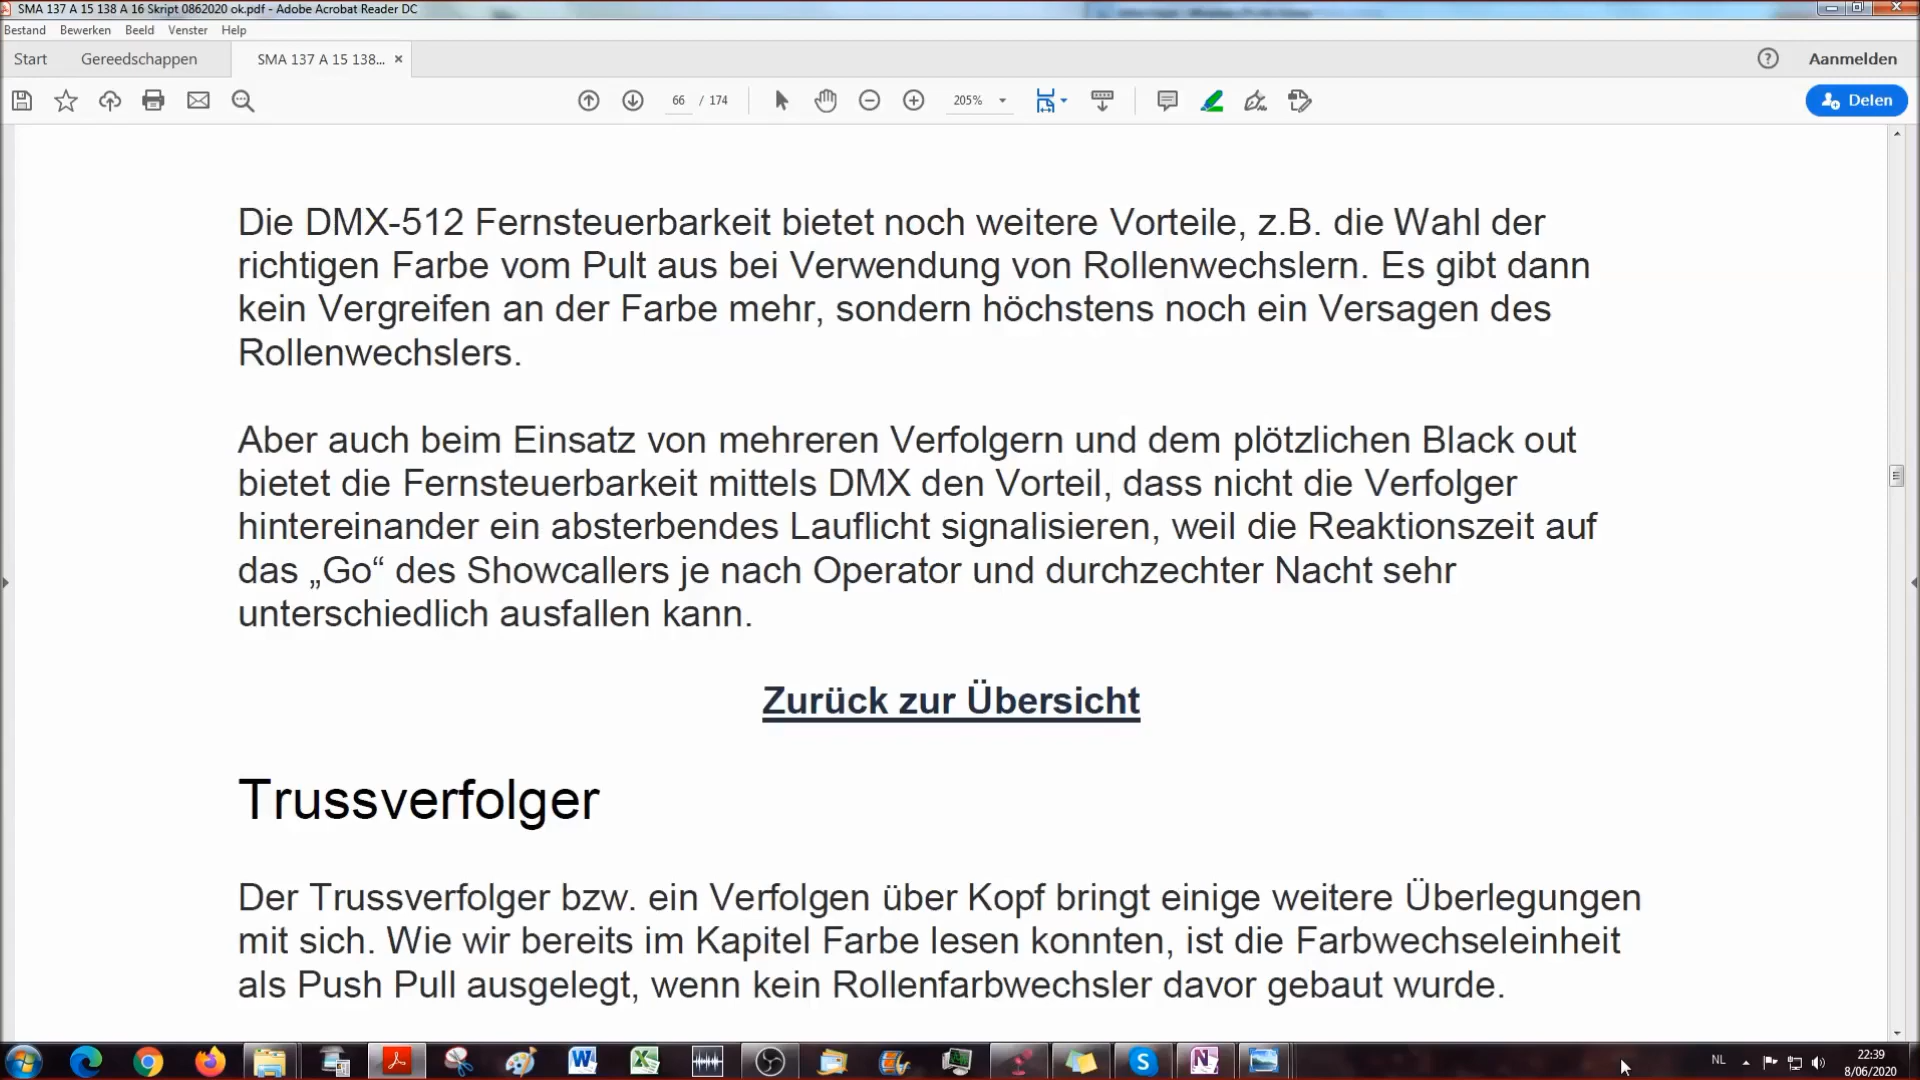 SMA 137 A 15 138 A 16 Skript 0862020 ok.pdf - Adobe Acrobat Reader DC
Bestand Bewerken Beeld Venster Help
Start Gereedschappen SMA 137 A 15 138... × Aanmelden
66 / 174 205% Delen
Die DMX-512 Fernsteuerbarkeit bietet noch weitere Vorteile, z.B. die Wahl der
richtigen Farbe vom Pult aus bei Verwendung von Rollenwechslern. Es gibt dann
kein Vergreifen an der Farbe mehr, sondern höchstens noch ein Versagen des
Rollenwechslers.
Aber auch beim Einsatz von mehreren Verfolgern und dem plötzlichen Black out
bietet die Fernsteuerbarkeit mittels DMX den Vorteil, dass nicht die Verfolger
hintereinander ein absterbendes Lauflicht signalisieren, weil die Reaktionszeit auf
das „Go“ des Showcallers je nach Operator und durchzechter Nacht sehr
unterschiedlich ausfallen kann.
Zurück zur Übersicht
Trussverfolger
Der Trussverfolger bzw. ein Verfolgen über Kopf bringt einige weitere Überlegungen
mit sich. Wie wir bereits im Kapitel Farbe lesen konnten, ist die Farbwechseleinheit
als Push Pull ausgelegt, wenn kein Rollenfarbwechsler davor gebaut wurde.
NL 22:39
8/06/2020